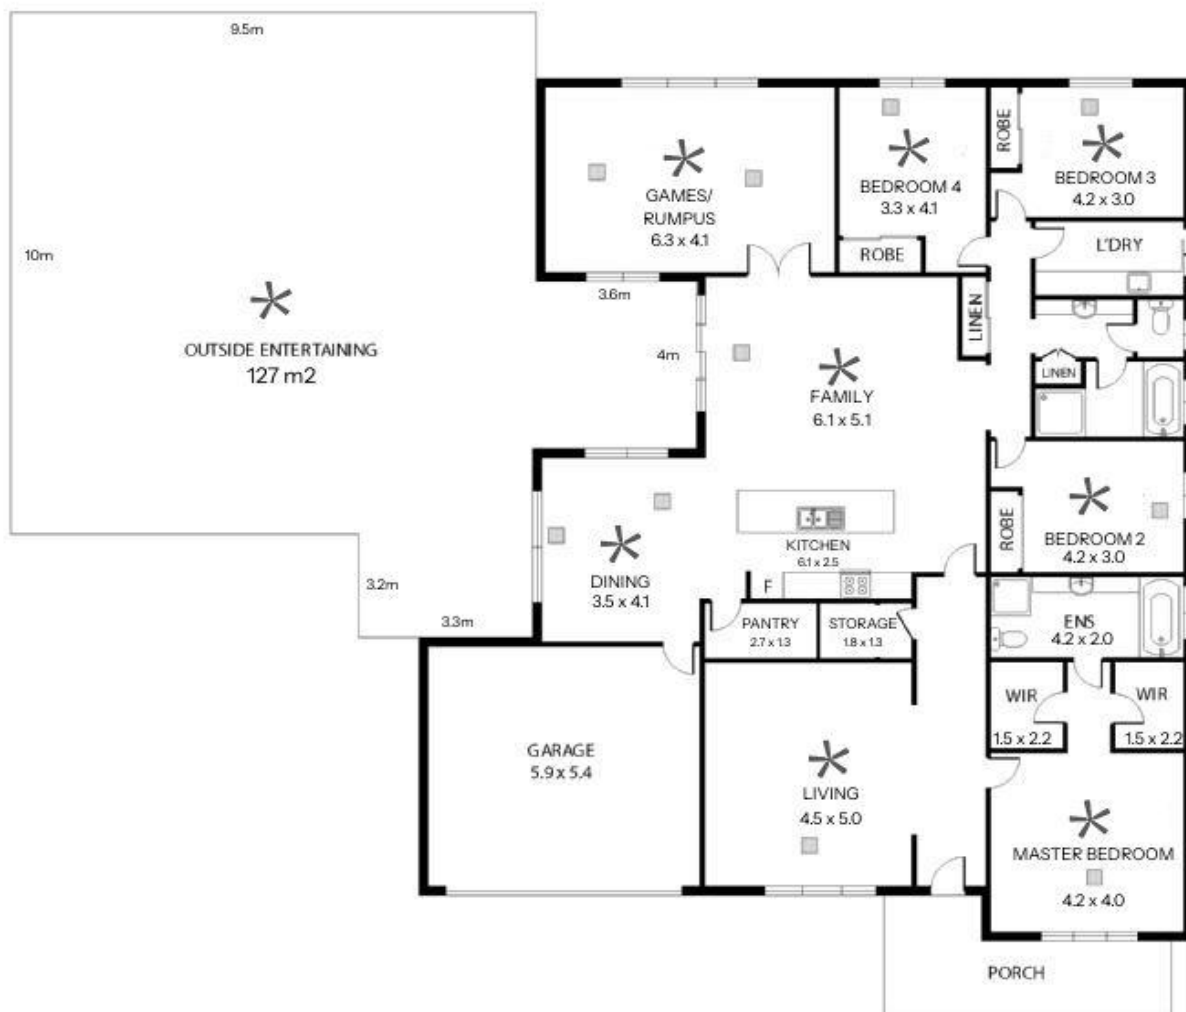 9.5m
10m
OUTSIDE ENTERTAINING
127 m2
3.2m
3.3m
3.6m
4m
GAMES/
RUMPUS
6.3 x 4.1
BEDROOM 4
3.3 x 4.1
ROBE
ROBE
BEDROOM 3
4.2 x 3.0
L'DRY
LINEN
LINEN
FAMILY
6.1 x 5.1
ROBE
BEDROOM 2
4.2 x 3.0
KITCHEN
6.1 x 2.5
F
DINING
3.5 x 4.1
PANTRY
2.7 x 1.3
STORAGE
1.8 x 1.3
ENS
4.2 x 2.0
WIR
1.5 x 2.2
WIR
1.5 x 2.2
GARAGE
5.9 x 5.4
LIVING
4.5 x 5.0
MASTER BEDROOM
4.2 x 4.0
PORCH